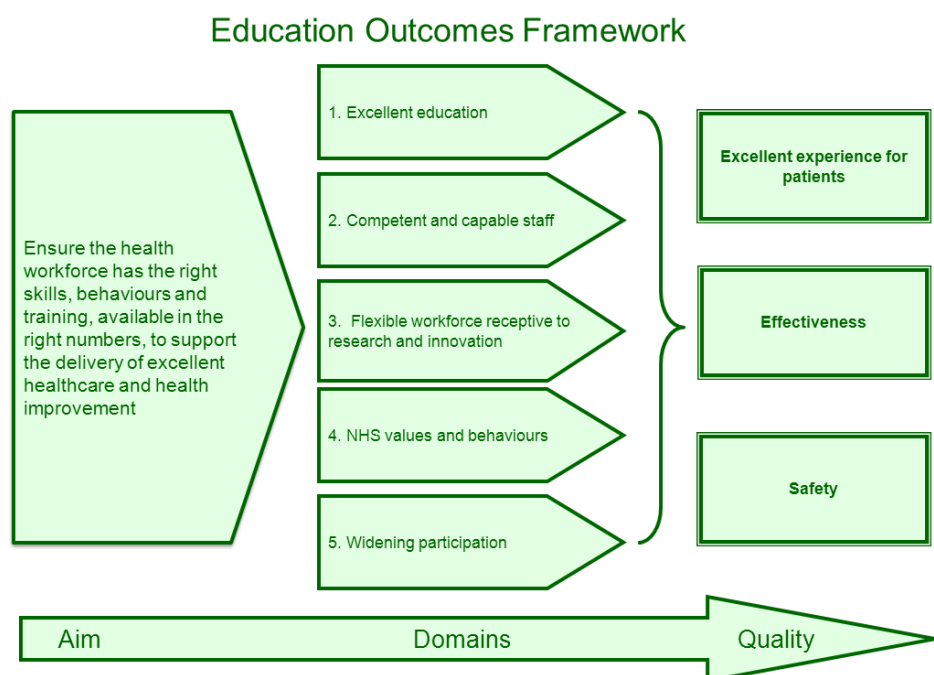 Education Outcomes Framework
Ensure the health
workforce has the right
skills, behaviours and
training, available in the
right numbers, to support
the delivery of excellent
healthcare and health
improvement
1. Excellent education
2. Competent and capable staff
3.  Flexible workforce receptive to
research and innovation
4. NHS values and behaviours
5. Widening participation
Excellent experience for
patients
Effectiveness
Safety
Aim
Domains
Quality